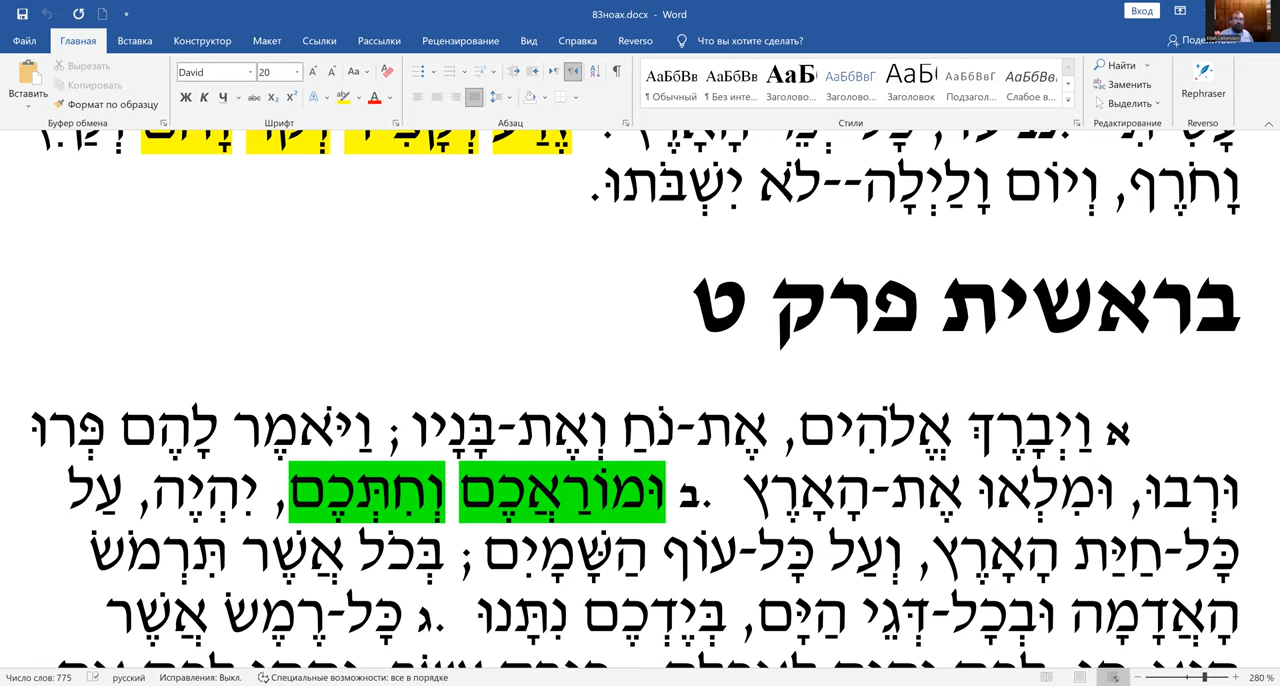 83ноах.docx - Word
Вход
Файл Главная Вставка Конструктор Макет Ссылки Рассылки Рецензирование Вид Справка Reverso Что вы хотите сделать?
Вставить
Вырезать
Копировать
Формат по образцу
Буфер обмена
David 20
Aa
Ж К Ч abc X₂ X² А
Шрифт
Абзац
АаБбВв АаБбВв АаБ АаБбВвГ АаБ АаБбВвГ АаБбВв
¶ Обычный ¶ Без инте... Заголово... Заголово... Заголовок Подзагол... Слабое в...
Стили
Найти
Заменить
Выделить
Редактирование
Rephraser
Reverso
וָחֹרֶף, וְיוֹם וָלַיְלָה--לֹא יִשְׁבֹּתוּ.
בראשית פרק ט
א וַיְבָרֶךְ אֱלֹהִים, אֶת-נֹחַ וְאֶת-בָּנָיו; וַיֹּאמֶר לָהֶם פְּרוּ
וּרְבוּ, וּמִלְאוּ אֶת-הָאָרֶץ. ב וּמוֹרַאֲכֶם וְחִתְּכֶם, יִהְיֶה, עַל
כָּל-חַיַּת הָאָרֶץ, וְעַל כָּל-עוֹף הַשָּׁמָיִם; בְּכֹל אֲשֶׁר תִּרְמֹשׂ
הָאֲדָמָה וּבְכָל-דְּגֵי הַיָּם, בְּיֶדְכֶם נִתָּנוּ. ג כָּל-רֶמֶשׂ אֲשֶׁר
Число слов: 775 русский Исправления: Выкл. Специальные возможности: все в порядке 280 %